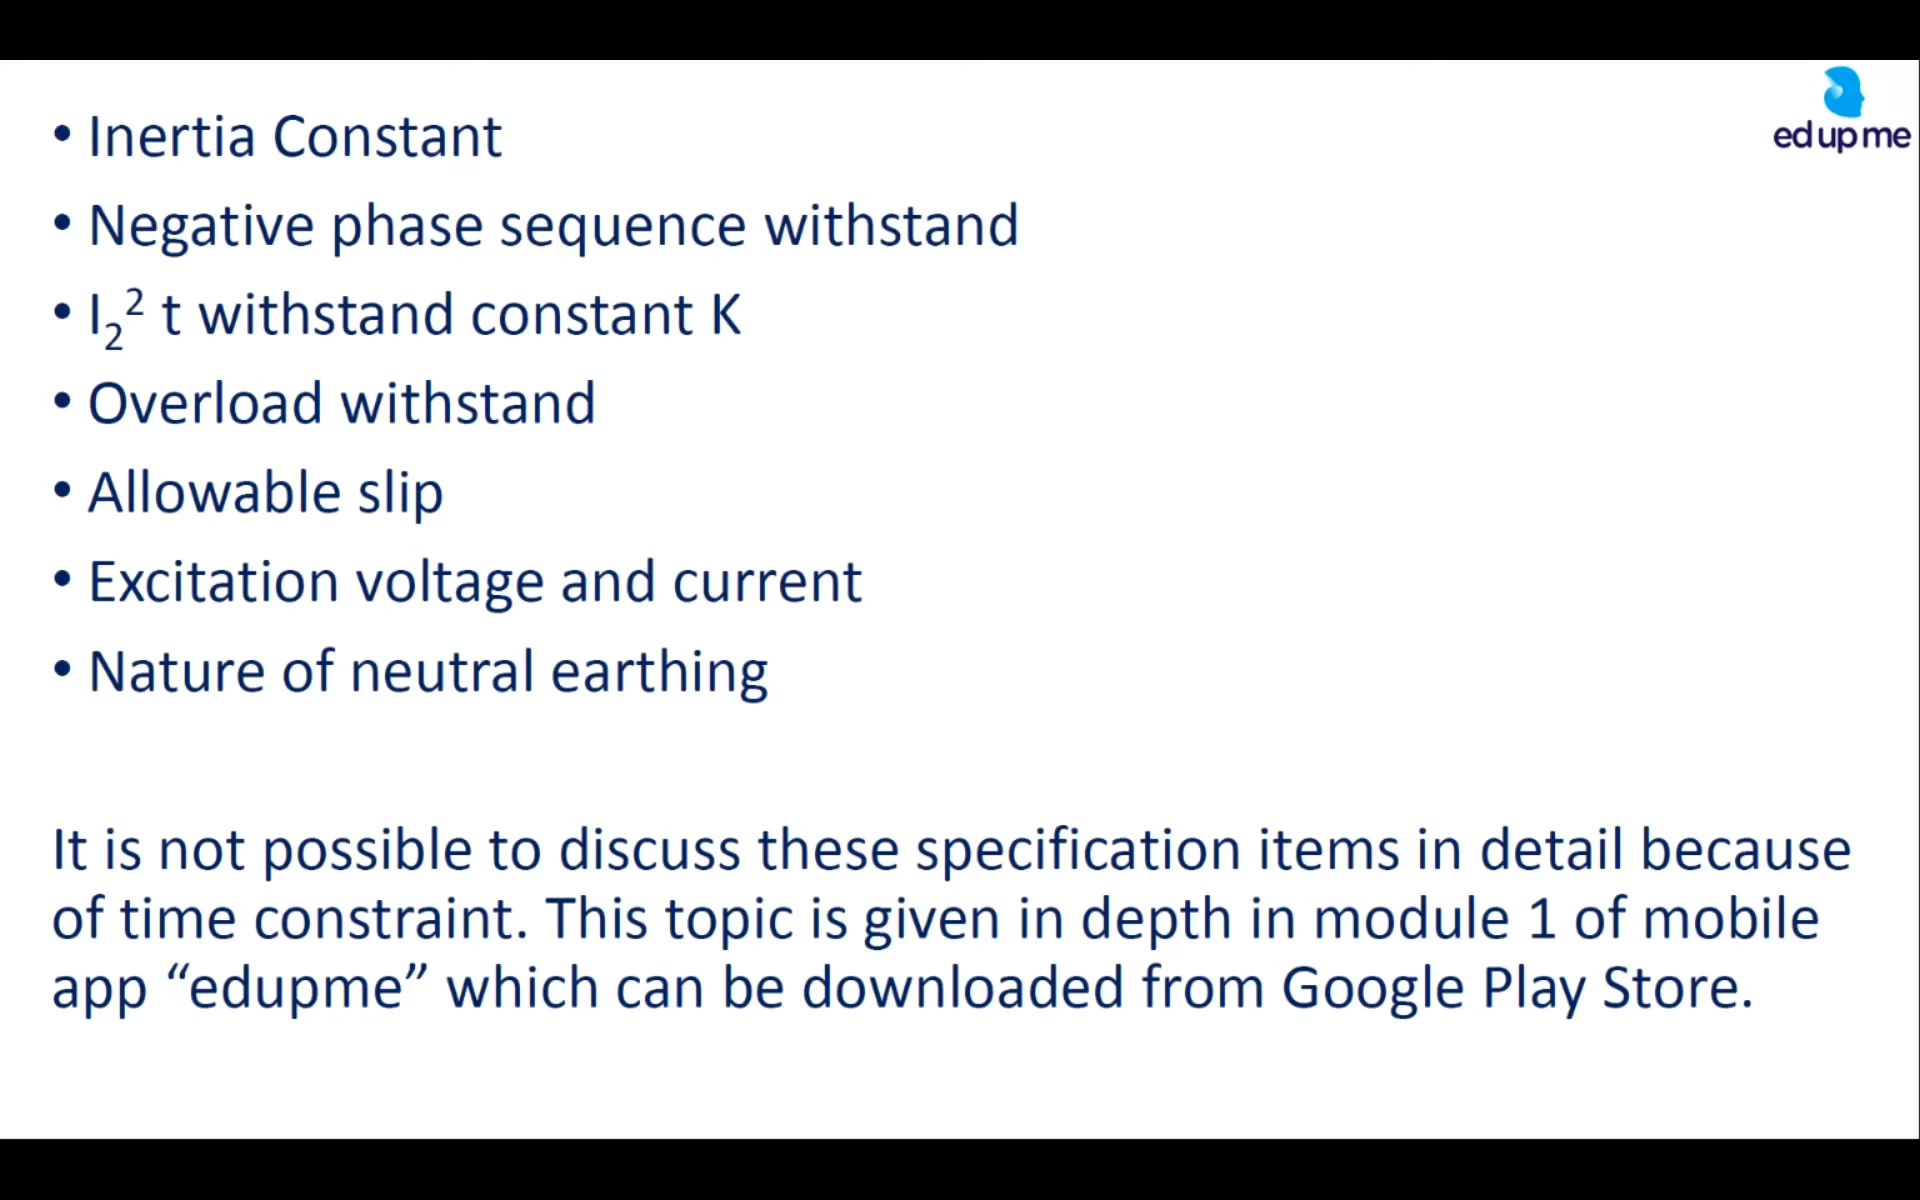 ed up me
• Inertia Constant
• Negative phase sequence withstand
• I₂² t withstand constant K
• Overload withstand
• Allowable slip
• Excitation voltage and current
• Nature of neutral earthing
It is not possible to discuss these specification items in detail because
of time constraint. This topic is given in depth in module 1 of mobile
app “edupme” which can be downloaded from Google Play Store.